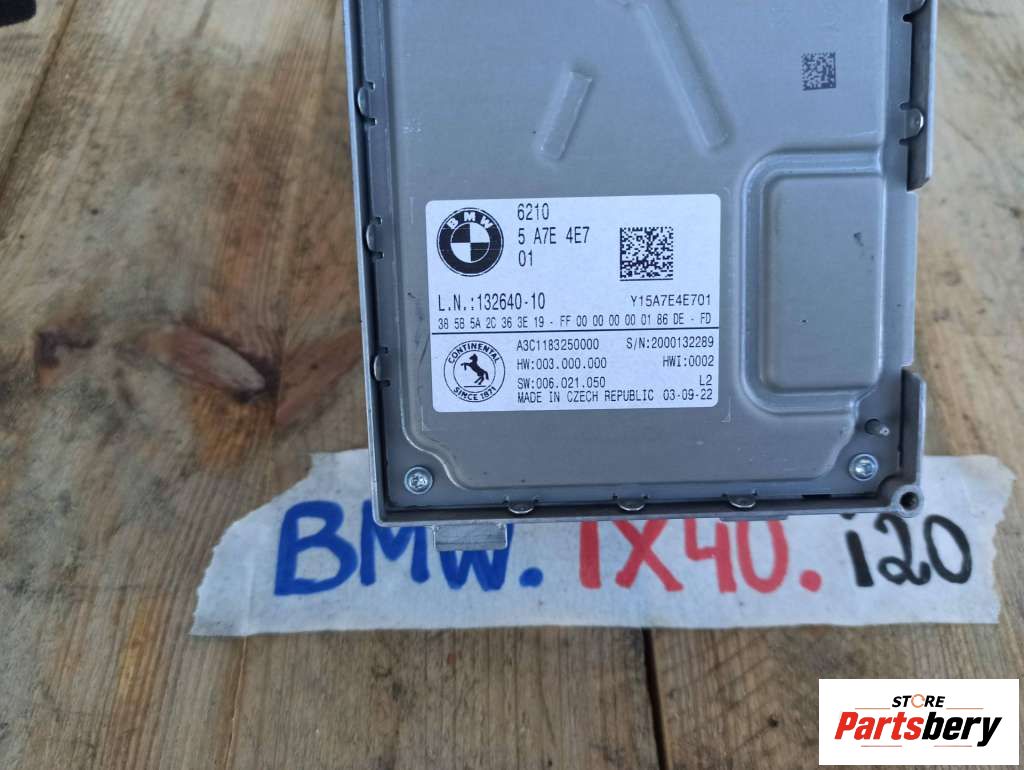 BMW
6210
5 A7E 4E7
01
L.N.:132640-10
Y15A7E4E701
38 5B 5A 2C 36 3E 19 - FF 00 00 00 00 01 86 DE - FD
CONTINENTAL
SINCE 1871
A3C1183250000 S/N:2000132289
HW:003.000.000 HWI:0002
SW:006.021.050 L2
MADE IN CZECH REPUBLIC 03-09-22
BMW. IX40. i20
STORE
Partsbery